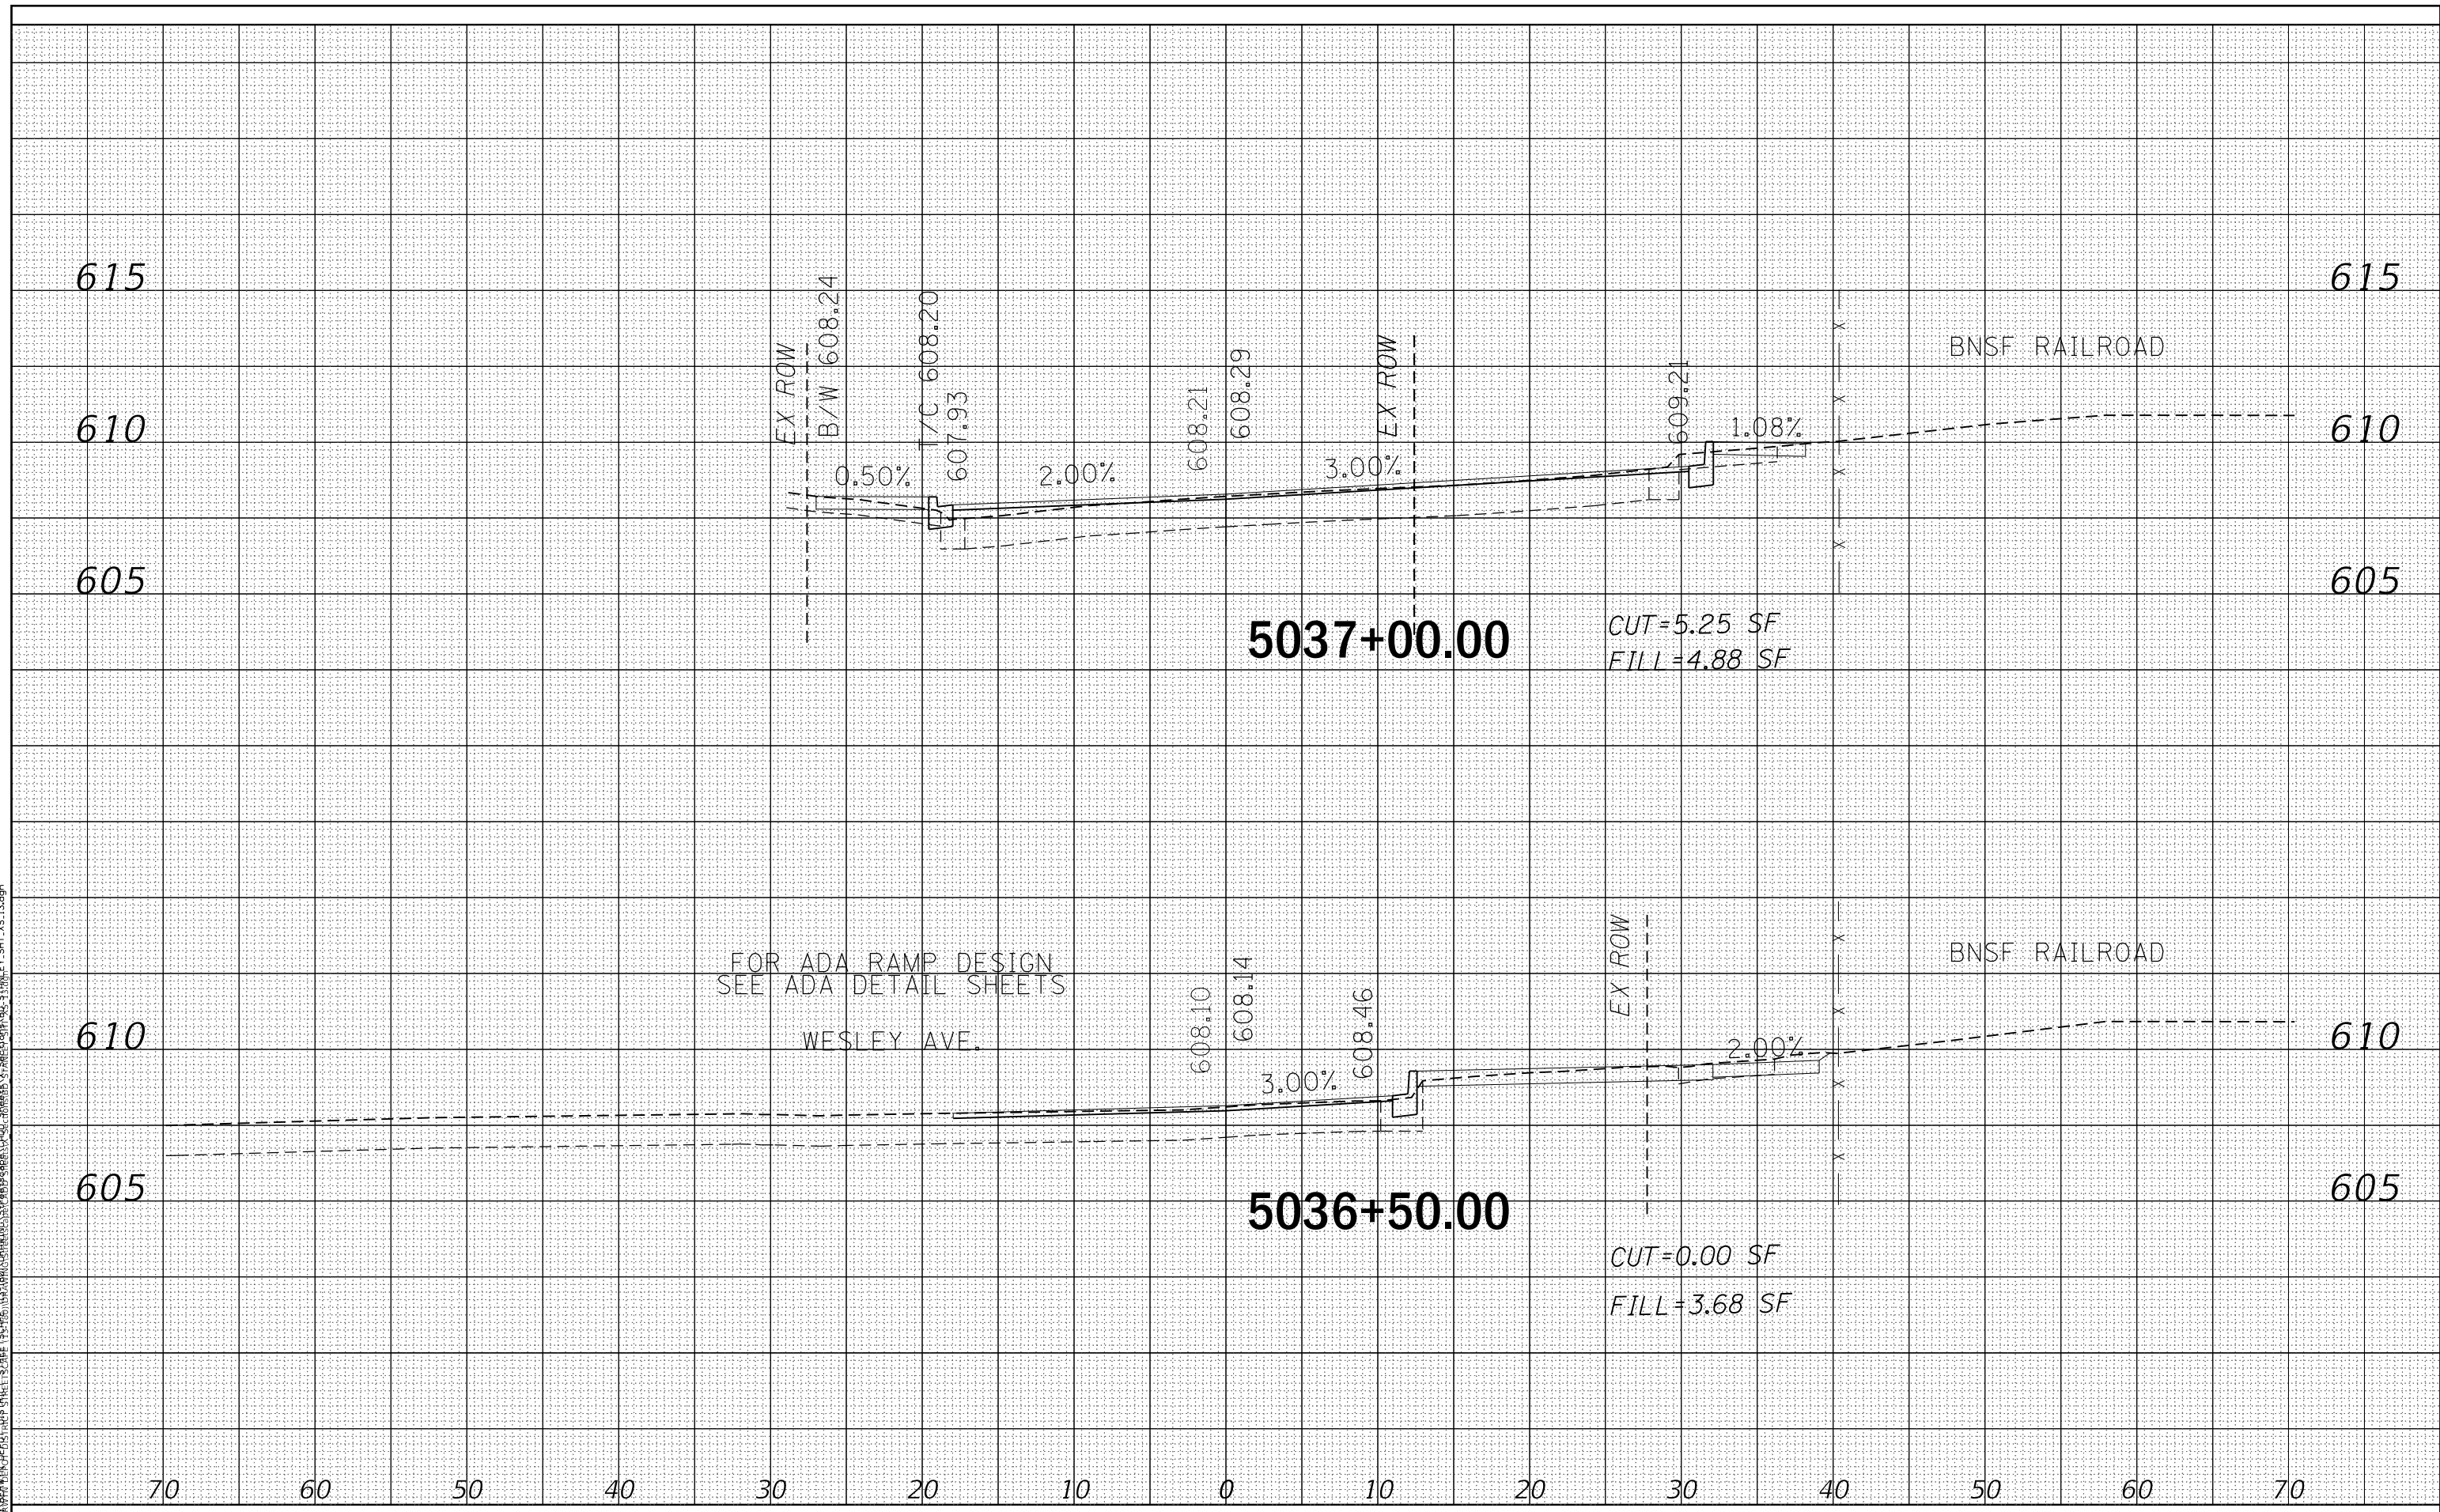 615
615
EX ROW
B/W 608.24
T/C 608.20
607.93
608.21
608.29
EX ROW
609.21
BNSF RAILROAD
610
610
0.50%
2.00%
3.00%
1.08%
605
605
5037+00.00
CUT=5.25 SF
FILL=4.88 SF
FOR ADA RAMP DESIGN
SEE ADA DETAIL SHEETS
WESLEY AVE.
608.10
608.14
608.46
EX ROW
BNSF RAILROAD
610
610
3.00%
2.00%
605
605
5036+50.00
CUT=0.00 SF
FILL=3.68 SF
X
X
X
X
X
X
X
X
70 60 50 40 30 20 10 0 10 20 30 40 50 60 70